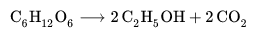 C₆H₁₂O₆ ⟶ 2 C₂H₅OH + 2 CO₂